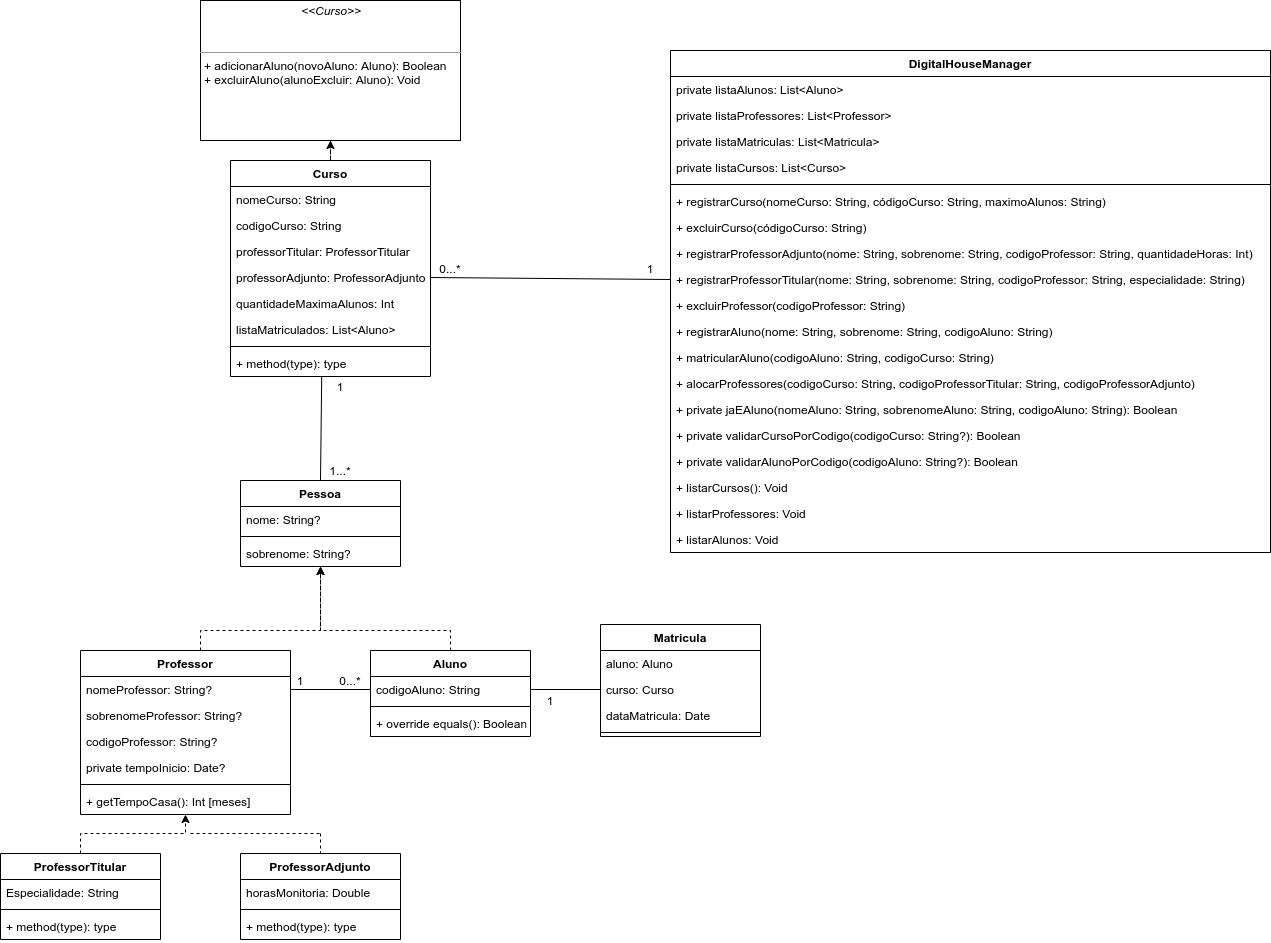 <<Curso>>
+ adicionarAluno(novoAluno: Aluno): Boolean
+ excluirAluno(alunoExcluir: Aluno): Void
Curso
nomeCurso: String
codigoCurso: String
professorTitular: ProfessorTitular
professorAdjunto: ProfessorAdjunto
quantidadeMaximaAlunos: Int
listaMatriculados: List<Aluno>
+ method(type): type
0...*
1
DigitalHouseManager
private listaAlunos: List<Aluno>
private listaProfessores: List<Professor>
private listaMatriculas: List<Matricula>
private listaCursos: List<Curso>
+ registrarCurso(nomeCurso: String, códigoCurso: String, maximoAlunos: String)
+ excluirCurso(códigoCurso: String)
+ registrarProfessorAdjunto(nome: String, sobrenome: String, codigoProfessor: String, quantidadeHoras: Int)
+ registrarProfessorTitular(nome: String, sobrenome: String, codigoProfessor: String, especialidade: String)
+ excluirProfessor(codigoProfessor: String)
+ registrarAluno(nome: String, sobrenome: String, codigoAluno: String)
+ matricularAluno(codigoAluno: String, codigoCurso: String)
+ alocarProfessores(codigoCurso: String, codigoProfessorTitular: String, codigoProfessorAdjunto)
+ private jaEAluno(nomeAluno: String, sobrenomeAluno: String, codigoAluno: String): Boolean
+ private validarCursoPorCodigo(codigoCurso: String?): Boolean
+ private validarAlunoPorCodigo(codigoAluno: String?): Boolean
+ listarCursos(): Void
+ listarProfessores: Void
+ listarAlunos: Void
1
1...*
Pessoa
nome: String?
sobrenome: String?
Professor
nomeProfessor: String?
sobrenomeProfessor: String?
codigoProfessor: String?
private tempoInicio: Date?
+ getTempoCasa(): Int [meses]
1
0...*
Aluno
codigoAluno: String
+ override equals(): Boolean
1
Matricula
aluno: Aluno
curso: Curso
dataMatricula: Date
ProfessorTitular
Especialidade: String
+ method(type): type
ProfessorAdjunto
horasMonitoria: Double
+ method(type): type